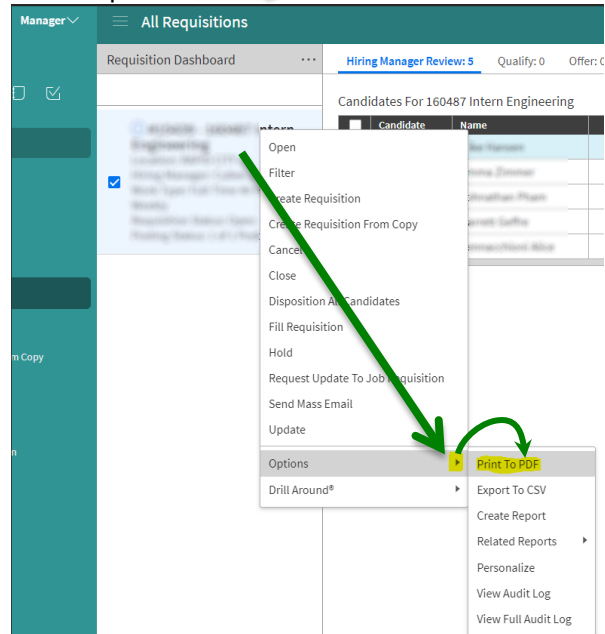 Manager
All Requisitions
Requisition Dashboard
Hiring Manager Review: 5 Qualify: 0 Offer: 0
Candidates For 160487 Intern Engineering
Candidate Name
Intern
Engineering
Open
Filter
Create Requisition
Create Requisition From Copy
Cancel
Close
Disposition All Candidates
Fill Requisition
Hold
Request Update To Job Requisition
Send Mass Email
Update
Options
Drill Around®
Print To PDF
Export To CSV
Create Report
Related Reports
Personalize
View Audit Log
View Full Audit Log
Copy